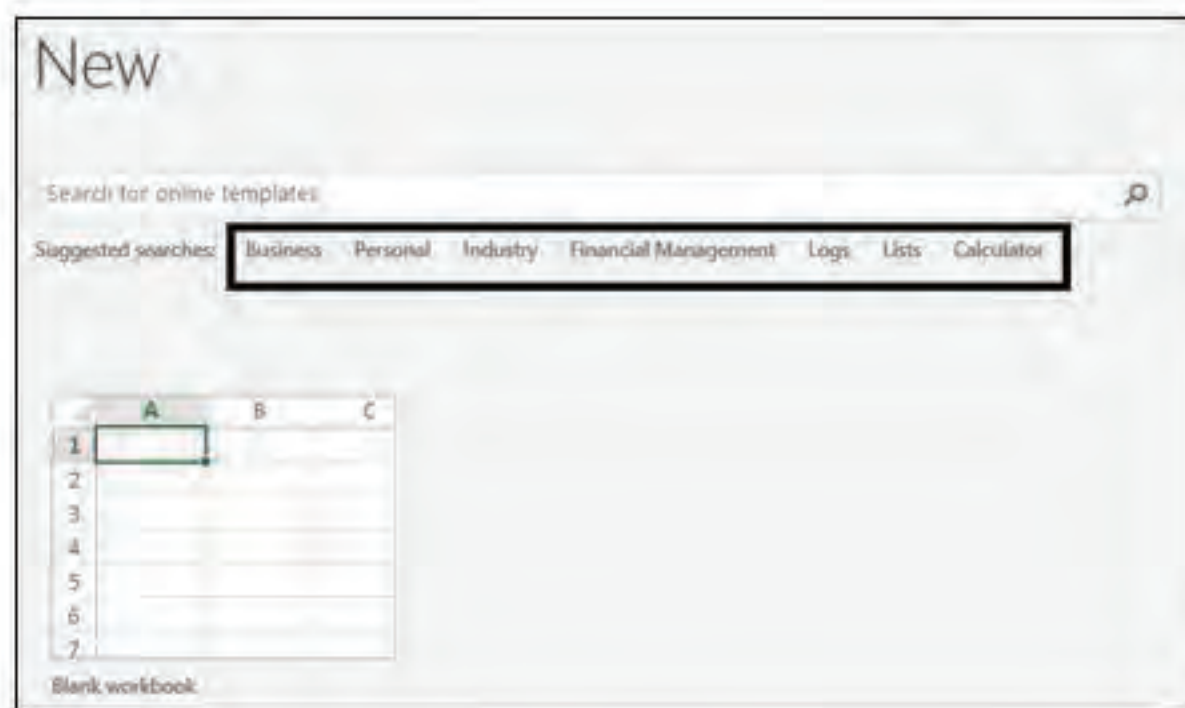 New
Search for online templates
Suggested searches: Business Personal Industry Financial Management Logs Lists Calculator
A B C
1
2
3
4
5
6
7
Blank workbook